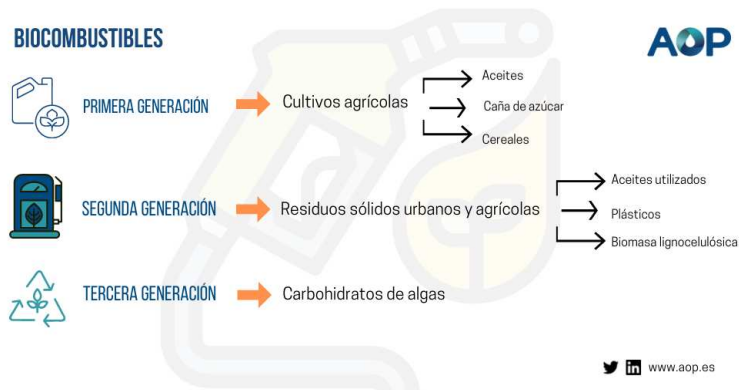 BIOCOMBUSTIBLES
AOP
PRIMERA GENERACIÓN
Cultivos agrícolas
Aceites
Caña de azúcar
Cereales
SEGUNDA GENERACIÓN
Residuos sólidos urbanos y agrícolas
Aceites utilizados
Plásticos
Biomasa lignocelulósica
TERCERA GENERACIÓN
Carbohidratos de algas
www.aop.es